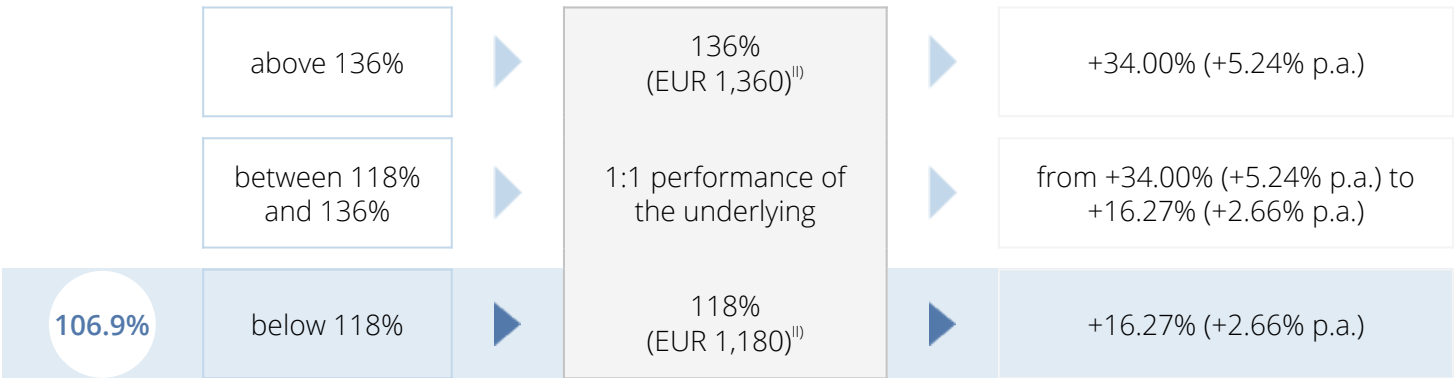 above 136%
136%
(EUR 1,360)II)
+34.00% (+5.24% p.a.)
between 118%
and 136%
1:1 performance of
the underlying
from +34.00% (+5.24% p.a.) to
+16.27% (+2.66% p.a.)
106.9%
below 118%
118%
(EUR 1,180)II)
+16.27% (+2.66% p.a.)